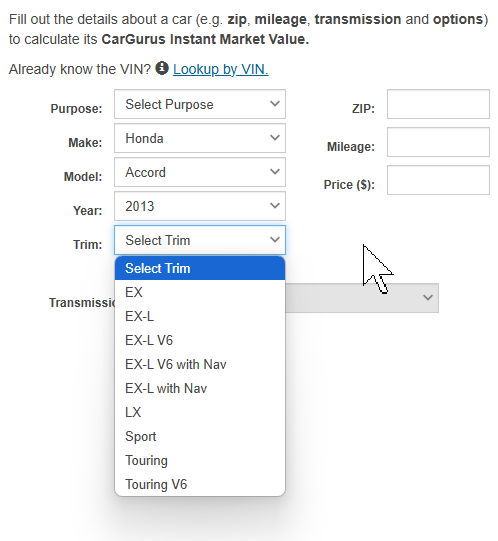 Fill out the details about a car (e.g. zip, mileage, transmission and options)
to calculate its CarGurus Instant Market Value.
Already know the VIN? Lookup by VIN.
Purpose: Select Purpose ZIP:
Make: Honda Mileage:
Model: Accord Price ($):
Year: 2013
Trim: Select Trim
Select Trim
EX
Transmissi
EX-L
EX-L V6
EX-L V6 with Nav
EX-L with Nav
LX
Sport
Touring
Touring V6